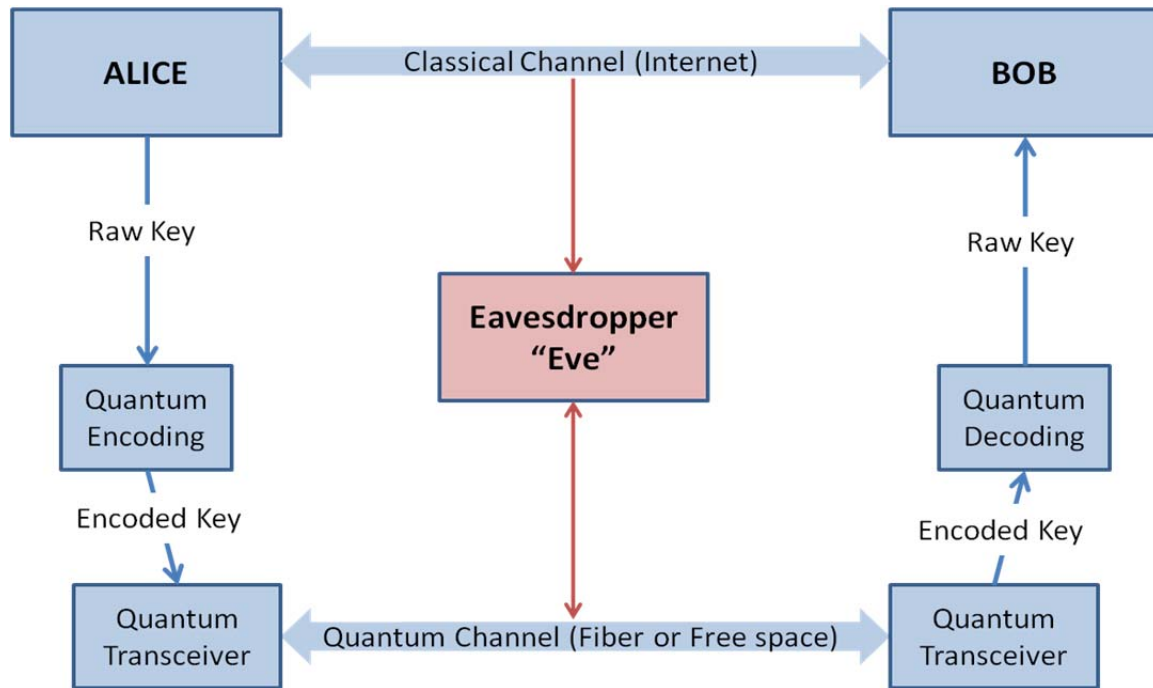 ALICE
Classical Channel (Internet)
BOB
Raw Key
Raw Key
Eavesdropper
“Eve”
Quantum
Encoding
Quantum
Decoding
Encoded Key
Encoded Key
Quantum
Transceiver
Quantum Channel (Fiber or Free space)
Quantum
Transceiver